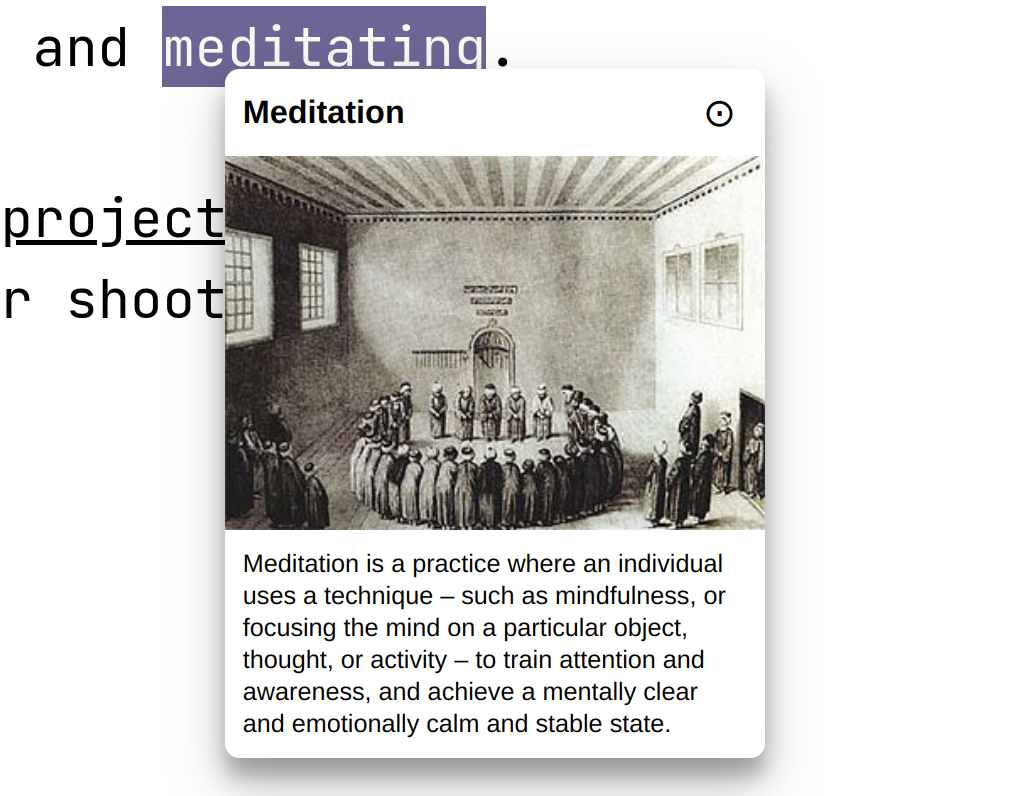 and meditating.
Meditation
project
r shoot
Meditation is a practice where an individual
uses a technique – such as mindfulness, or
focusing the mind on a particular object,
thought, or activity – to train attention and
awareness, and achieve a mentally clear
and emotionally calm and stable state.